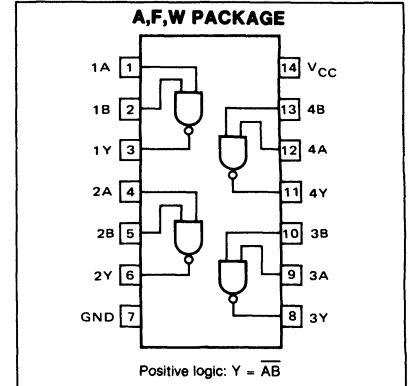 A,F,W PACKAGE
1A 1 14 VCC
1B 2 13 4B
1Y 3 12 4A
2A 4 11 4Y
2B 5 10 3B
2Y 6 9 3A
GND 7 8 3Y
Positive logic: Y = A̅B̅